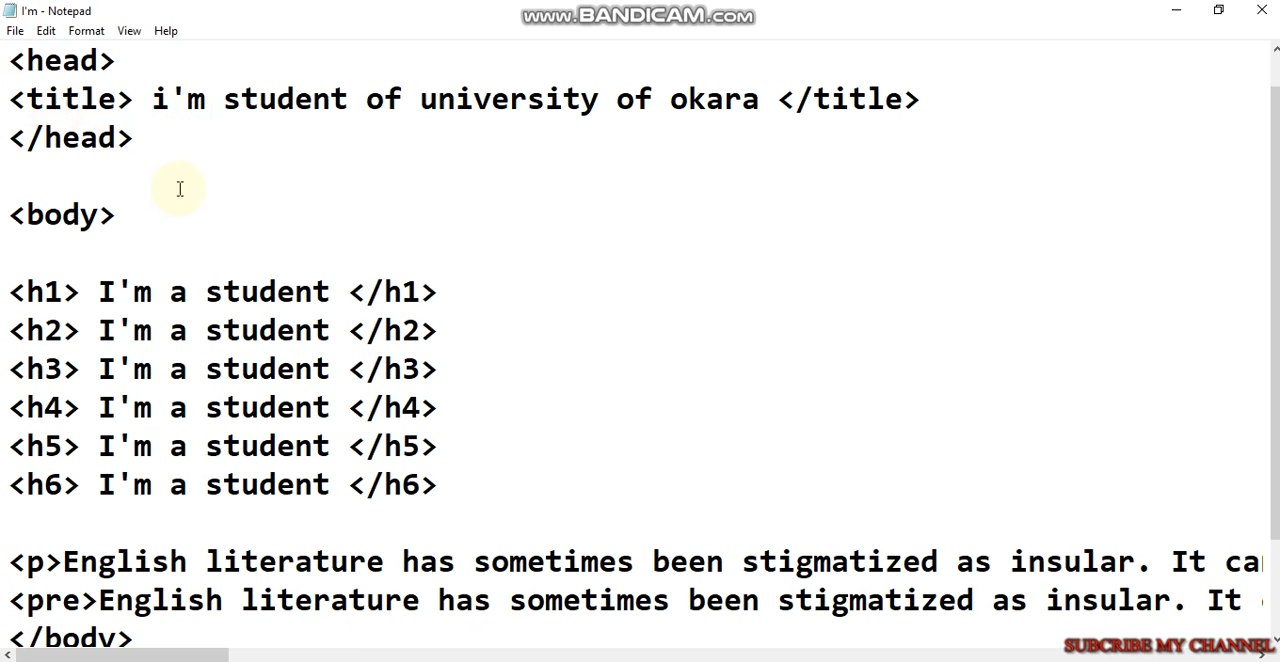 I'm - Notepad
www.BANDICAM.com
File Edit Format View Help
<head>
<title> i'm student of university of okara </title>
</head>
<body>
<h1> I'm a student </h1>
<h2> I'm a student </h2>
<h3> I'm a student </h3>
<h4> I'm a student </h4>
<h5> I'm a student </h5>
<h6> I'm a student </h6>
<p>English literature has sometimes been stigmatized as insular. It
<pre>English literature has sometimes been stigmatized as insular. It
</body>
SUBCRIBE MY CHANNEL